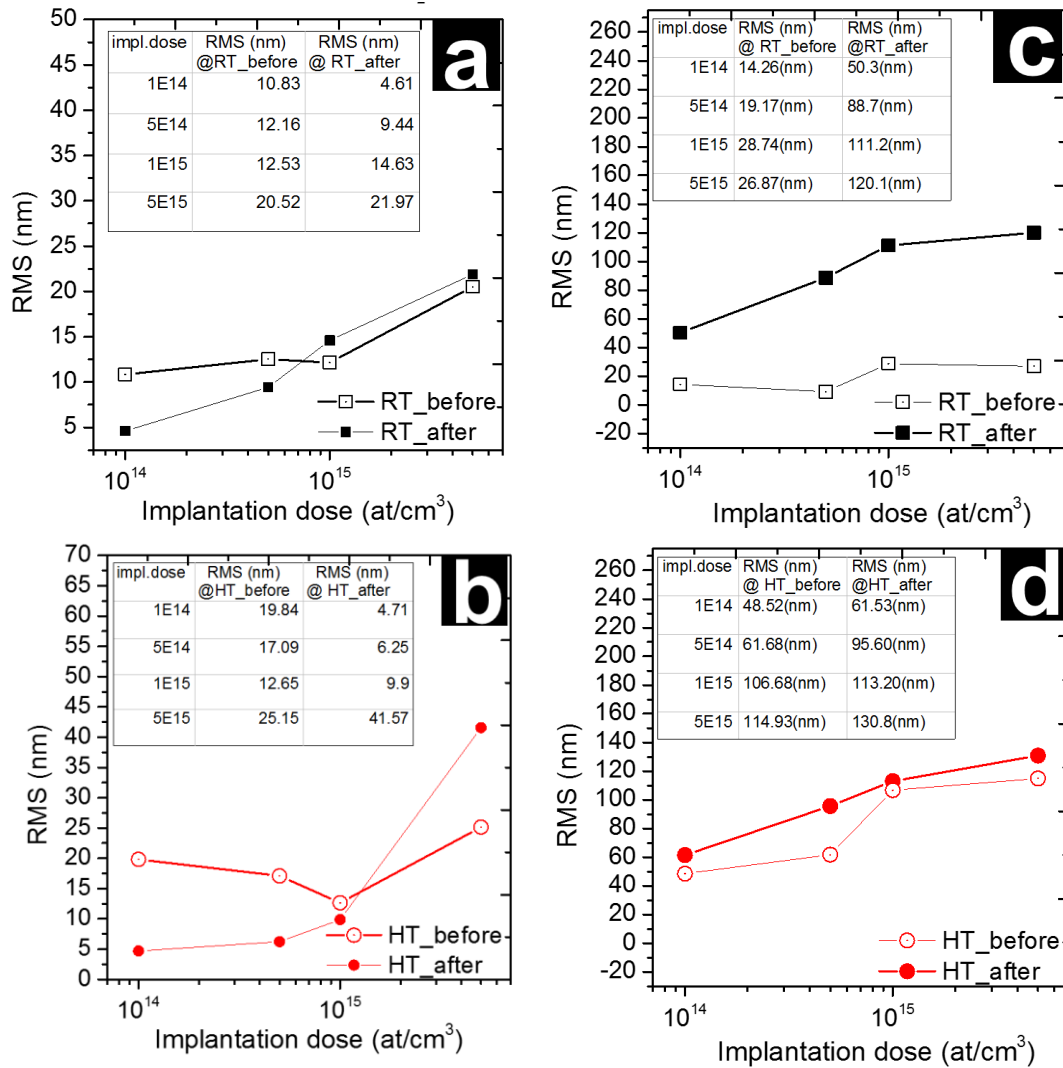 a
impl.dose RMS (nm) RMS (nm)
@RT_before @ RT_after
1E14 10.83 4.61
5E14 12.16 9.44
1E15 12.53 14.63
5E15 20.52 21.97
50
45
40
35
30
25
20
15
10
5
RMS (nm)
RT_before
RT_after
10^14 10^15
Implantation dose (at/cm^3)
c
impl.dose RMS (nm) RMS (nm)
@ RT_before @RT_after
1E14 14.26(nm) 50.3(nm)
5E14 19.17(nm) 88.7(nm)
1E15 28.74(nm) 111.2(nm)
5E15 26.87(nm) 120.1(nm)
260
240
220
200
180
160
140
120
100
80
60
40
20
0
-20
RMS (nm)
RT_before
RT_after
10^14 10^15
Implantation dose (at/cm^3)
b
impl.dose RMS (nm) RMS (nm)
@HT_before @ HT_after
1E14 19.84 4.71
5E14 17.09 6.25
1E15 12.65 9.9
5E15 25.15 41.57
70
65
60
55
50
45
40
35
30
25
20
15
10
5
0
RMS (nm)
HT_before
HT_after
10^14 10^15
Implantation dose (at/cm^3)
d
impl.dose RMS (nm) RMS (nm)
@ HT_before @HT_after
1E14 48.52(nm) 61.53(nm)
5E14 61.68(nm) 95.60(nm)
1E15 106.68(nm) 113.20(nm)
5E15 114.93(nm) 130.8(nm)
260
240
220
200
180
160
140
120
100
80
60
40
20
0
-20
RMS (nm)
HT_before
HT_after
10^14 10^15
Implantation dose (at/cm^3)